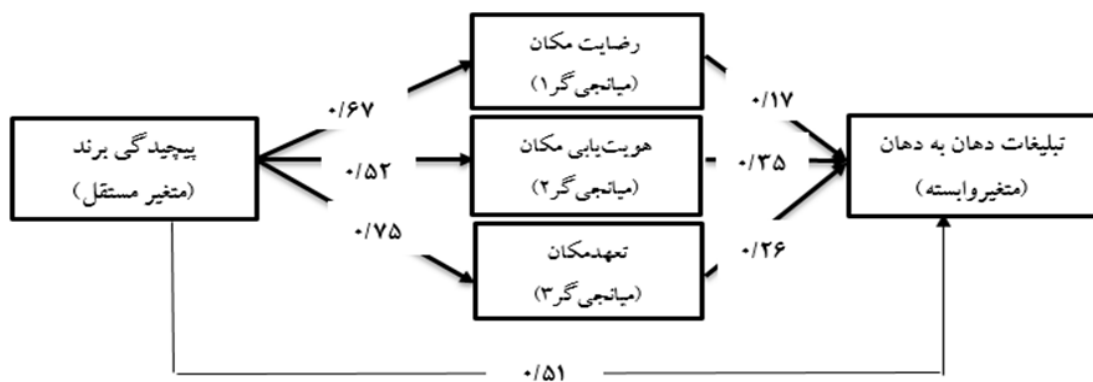 رضایت مکان
(میانجی‌گر۱)
۰/۶۷
۰/۱۷
پیچیدگی برند
(متغیر مستقل)
هویت‌یابی مکان
(میانجی‌گر۲)
تبلیغات دهان به دهان
(متغیروابسته)
۰/۵۲
۰/۳۵
۰/۷۵
تعهدمکان
(میانجی‌گر۳)
۰/۲۶
۰/۵۱